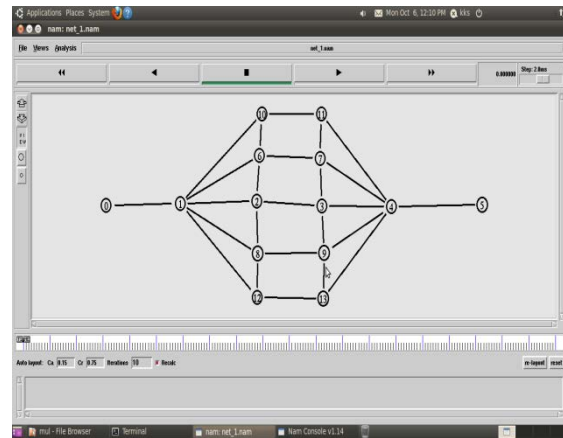 Applications Places System Mon Oct 6, 12:10 PM kks
nam: net_1.nam
File Views Analysis net_1.nam
0.000000 Step: 2.0ms
10 11
6 7
0 1 2 3 4 5
8 9
12 13
TIME
Auto layout: Ca 0.15 Cr 0.75 Iterations 10 Recalc re-layout reset
mul - File Browser Terminal nam: net_1.nam Nam Console v1.14